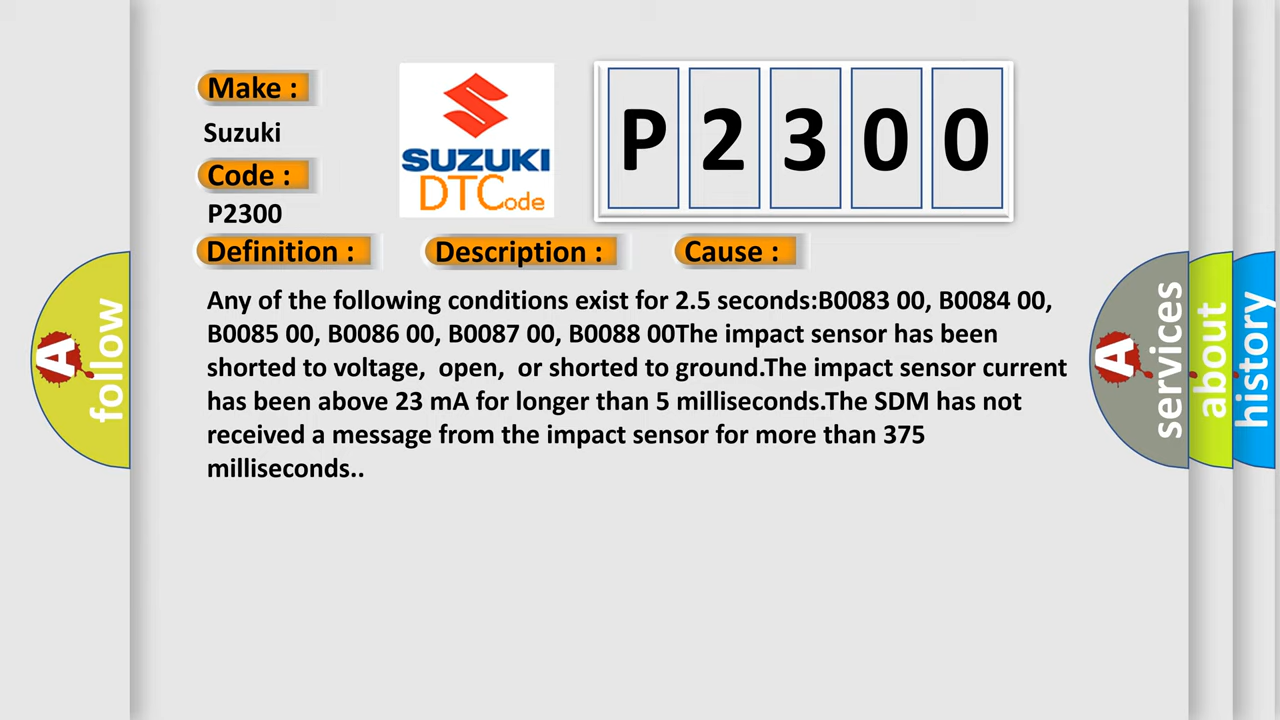 Make :
Suzuki
Code :
P2300
SUZUKI
DTCode
P2300
Definition :
Description :
Cause :
Any of the following conditions exist for 2.5 seconds:B0083 00, B0084 00,
B0085 00, B0086 00, B0087 00, B0088 00The impact sensor has been
shorted to voltage,  open,  or shorted to ground.The impact sensor current
has been above 23 mA for longer than 5 milliseconds.The SDM has not
received a message from the impact sensor for more than 375
milliseconds..
A
follow
A
services
about
history